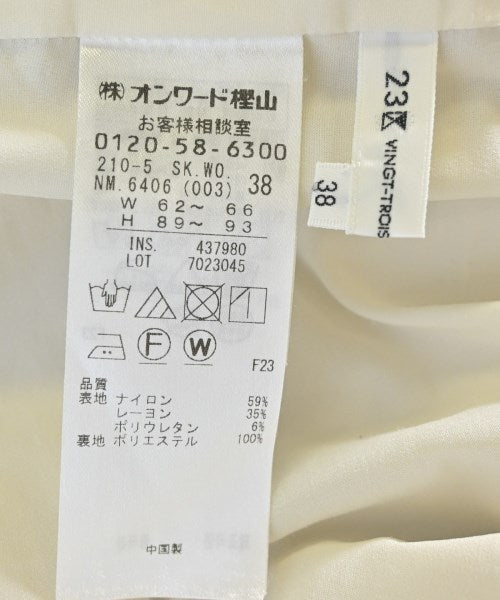 ㈱オンワード樫山
お客様相談室
0120-58-6300
210-5 SK.WO.
NM.6406 (003) 38
W 62～ 66
H 89～ 93
INS. 437980
LOT 7023045
F
W
F23
品質
表地 ナイロン 59%
レーヨン 35%
ポリウレタン 6%
裏地 ポリエステル 100%
中国製
23K
VINGT-TROIS
38